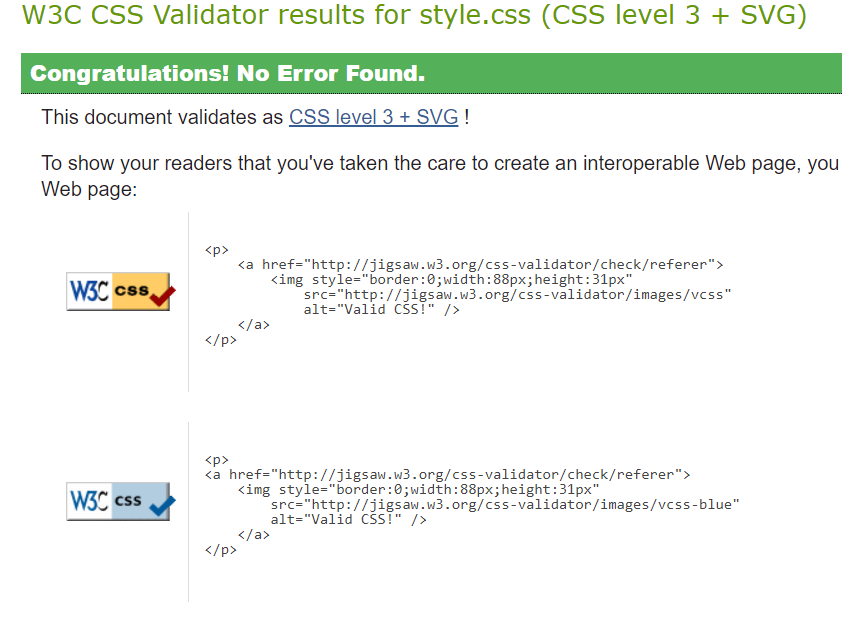 W3C CSS Validator results for style.css (CSS level 3 + SVG)
Congratulations! No Error Found.
This document validates as CSS level 3 + SVG !
To show your readers that you've taken the care to create an interoperable Web page, you
Web page:
W3C css
<p>
<a href="http://jigsaw.w3.org/css-validator/check/referer">
<img style="border:0;width:88px;height:31px"
src="http://jigsaw.w3.org/css-validator/images/vcss"
alt="Valid CSS!" />
</a>
</p>
W3C css
<p>
<a href="http://jigsaw.w3.org/css-validator/check/referer">
<img style="border:0;width:88px;height:31px"
src="http://jigsaw.w3.org/css-validator/images/vcss-blue"
alt="Valid CSS!" />
</a>
</p>